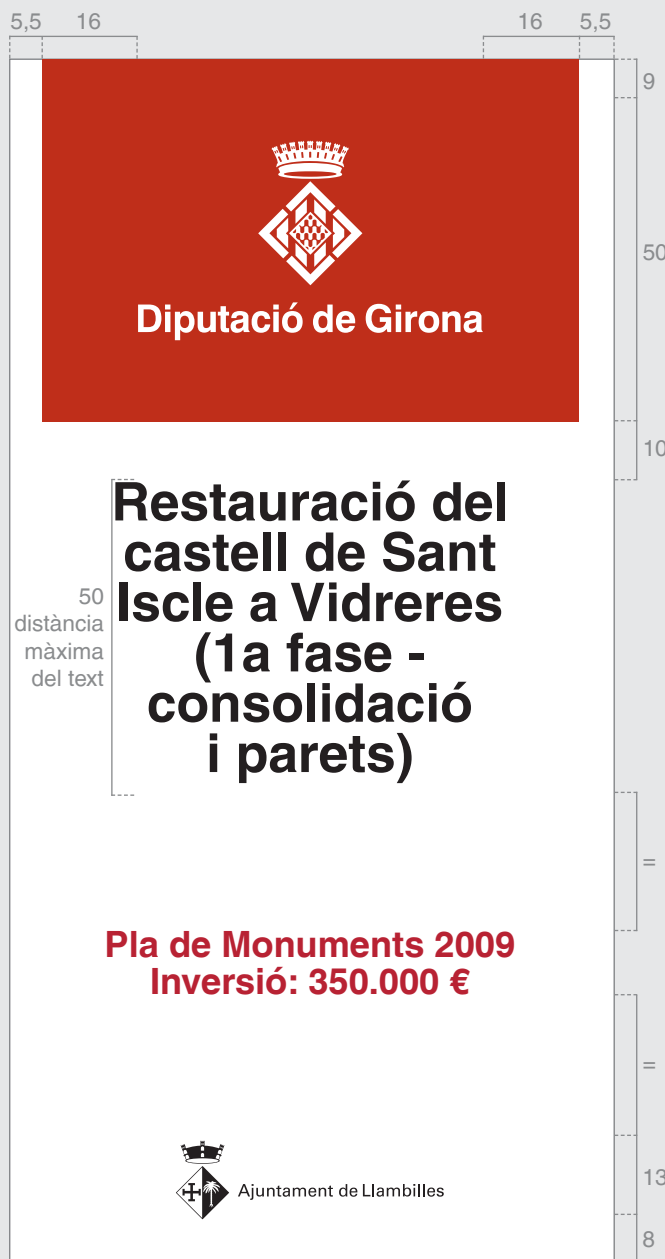 5,5 16 16 5,5
9
Diputació de Girona
50
10
Restauració del
castell de Sant
Iscle a Vidreres
(1a fase -
consolidació
i parets)
50
distància
màxima
del text
=
Pla de Monuments 2009
Inversió: 350.000 €
=
Ajuntament de Llambilles
13
8